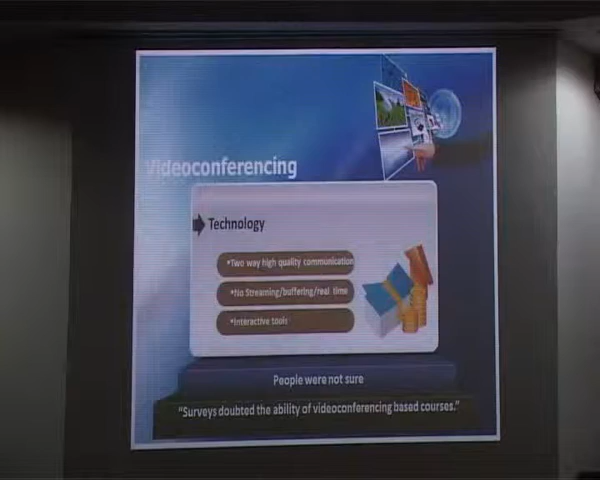 Videoconferencing
Technology
•Two way high quality communication
•No Streaming/buffering/real time
•Interactive tools
People were not sure
"Surveys doubted the ability of videoconferencing based courses."